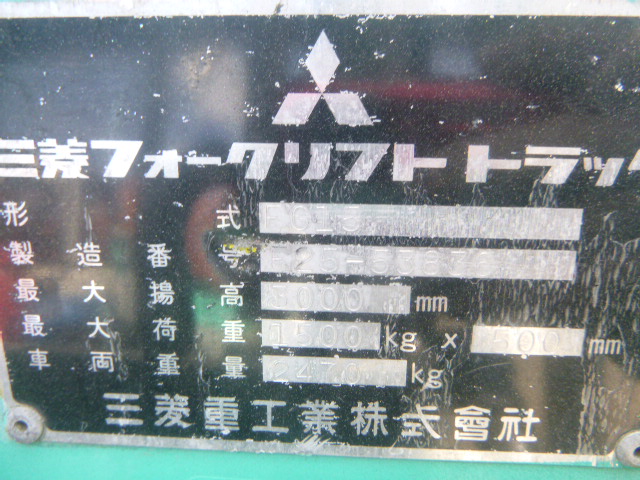 三菱フォークリフト トラック
形式
製造番号
最大揚高 3000 mm
最大荷重 1500 kg x 500 mm
車両重量 2470 kg
三菱重工業株式會社